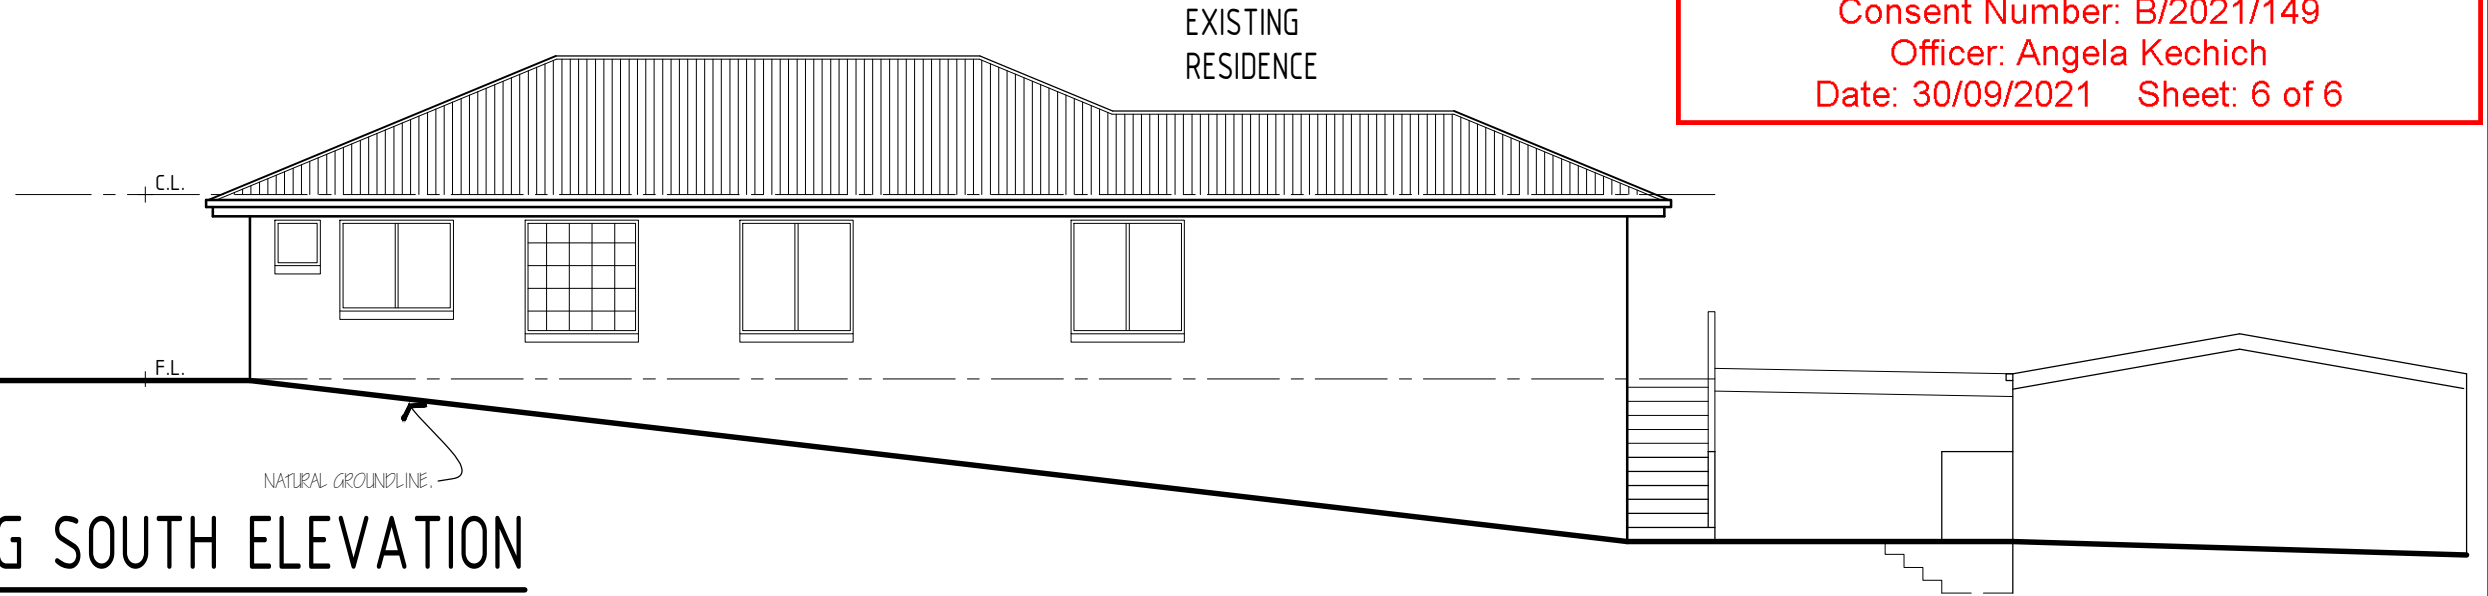 EXISTING
RESIDENCE
Consent Number: B/2021/149
Officer: Angela Kechich
Date: 30/09/2021 Sheet: 6 of 6
C.L.
F.L.
NATURAL GROUNDLINE.
G SOUTH ELEVATION